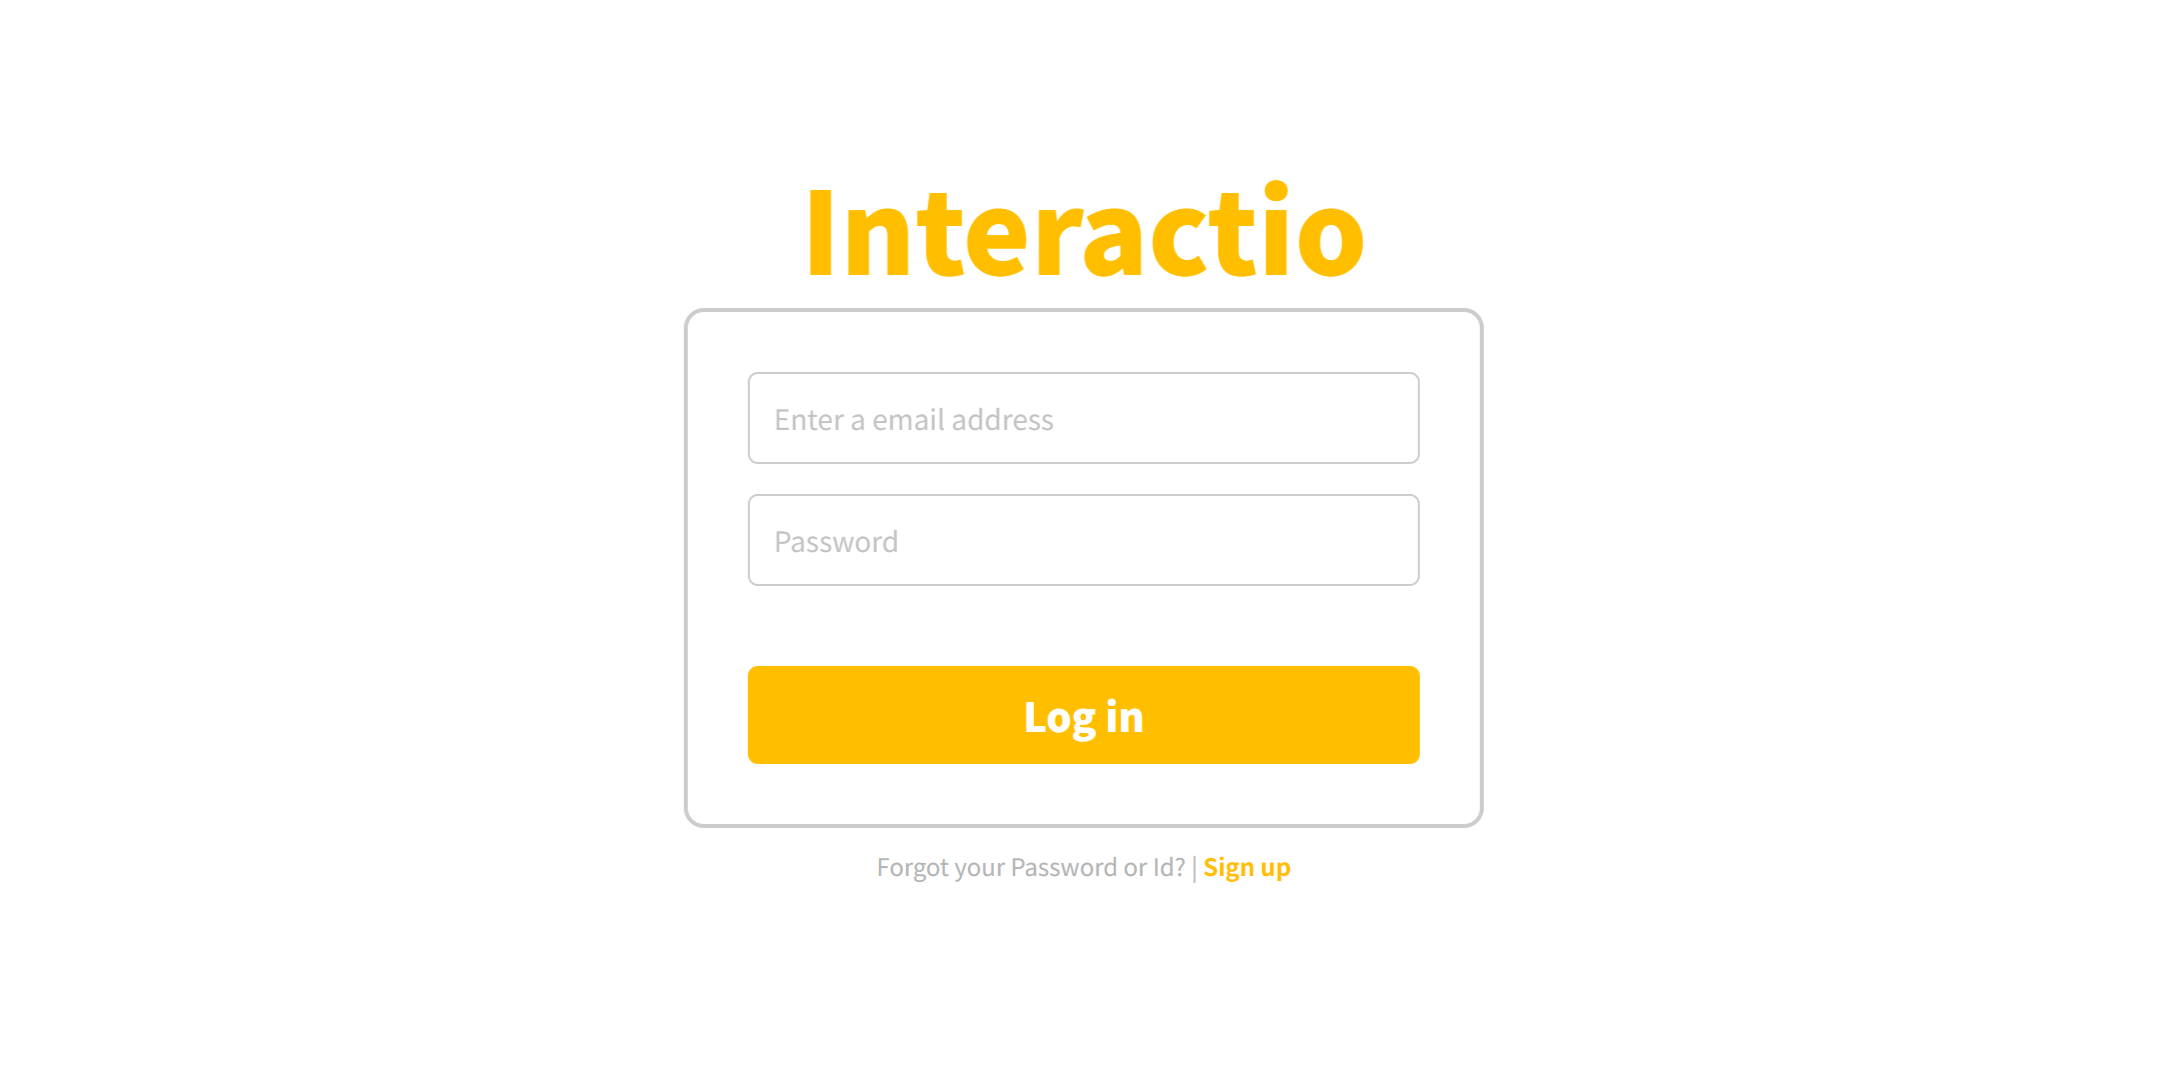 Interactio
Enter a email address
Password
Log in
Forgot your Password or Id? | Sign up